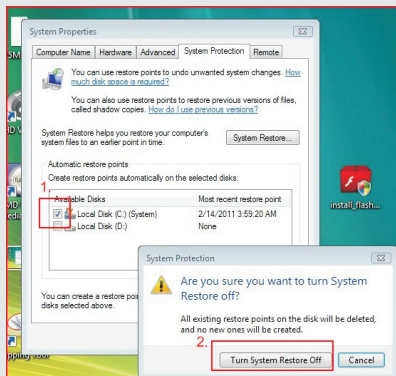 System Properties
Computer Name Hardware Advanced System Protection Remote
You can use restore points to undo unwanted system changes. How
much disk space is required?
You can also use restore points to restore previous versions of files,
called shadow copies. How do I use previous versions?
System Restore helps you restore your computer's
system files to an earlier point in time.
System Restore...
Automatic restore points
Create restore points automatically on the selected disks:
1.
Available Disks Most recent restore point
Local Disk (C:) (System) 2/14/2011 3:59:20 AM
Local Disk (D:) None
You can create a restore
disks selected above.
install_flash...
System Protection
Are you sure you want to turn System
Restore off?
All existing restore points on the disk will be deleted,
and no new ones will be created.
2.
Turn System Restore Off Cancel